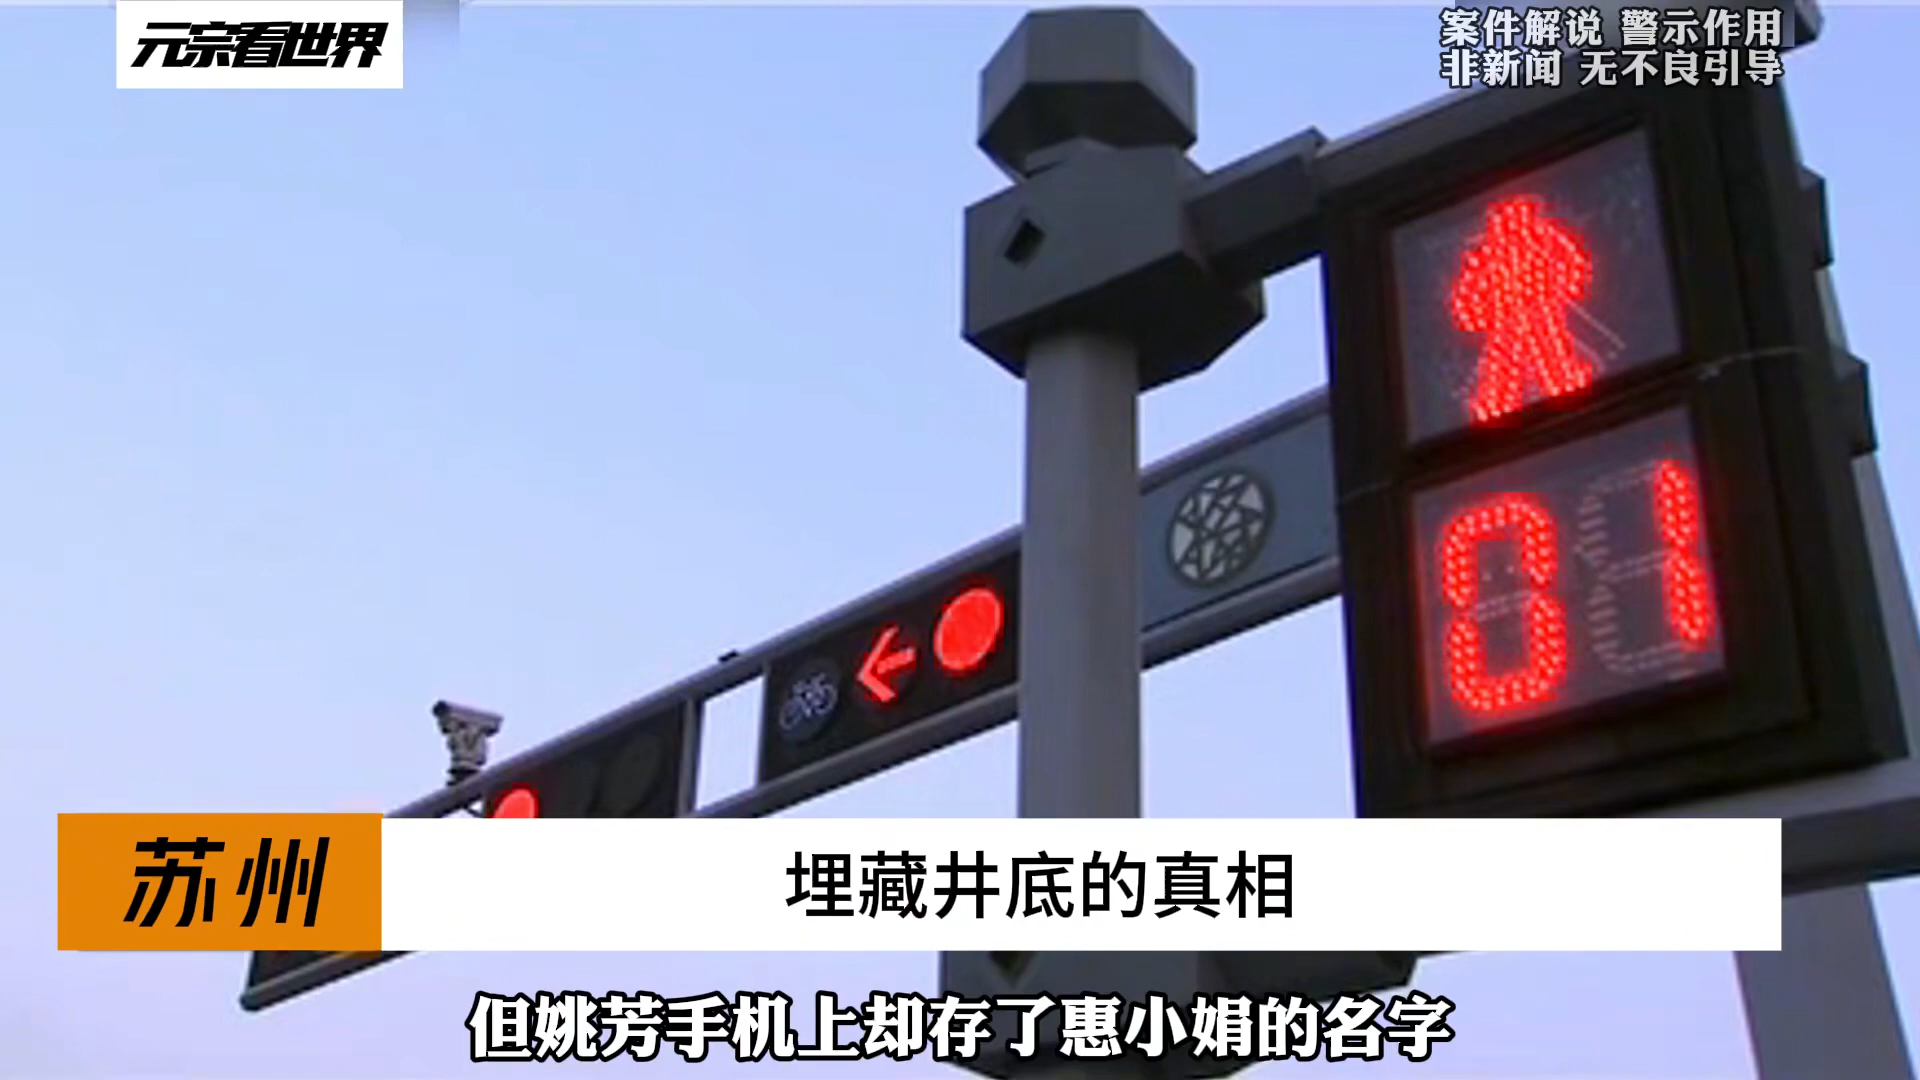 元宗看世界
案件解说 警示作用
非新闻 无不良引导
01
苏州
埋藏井底的真相
但姚芳手机上却存了惠小娟的名字